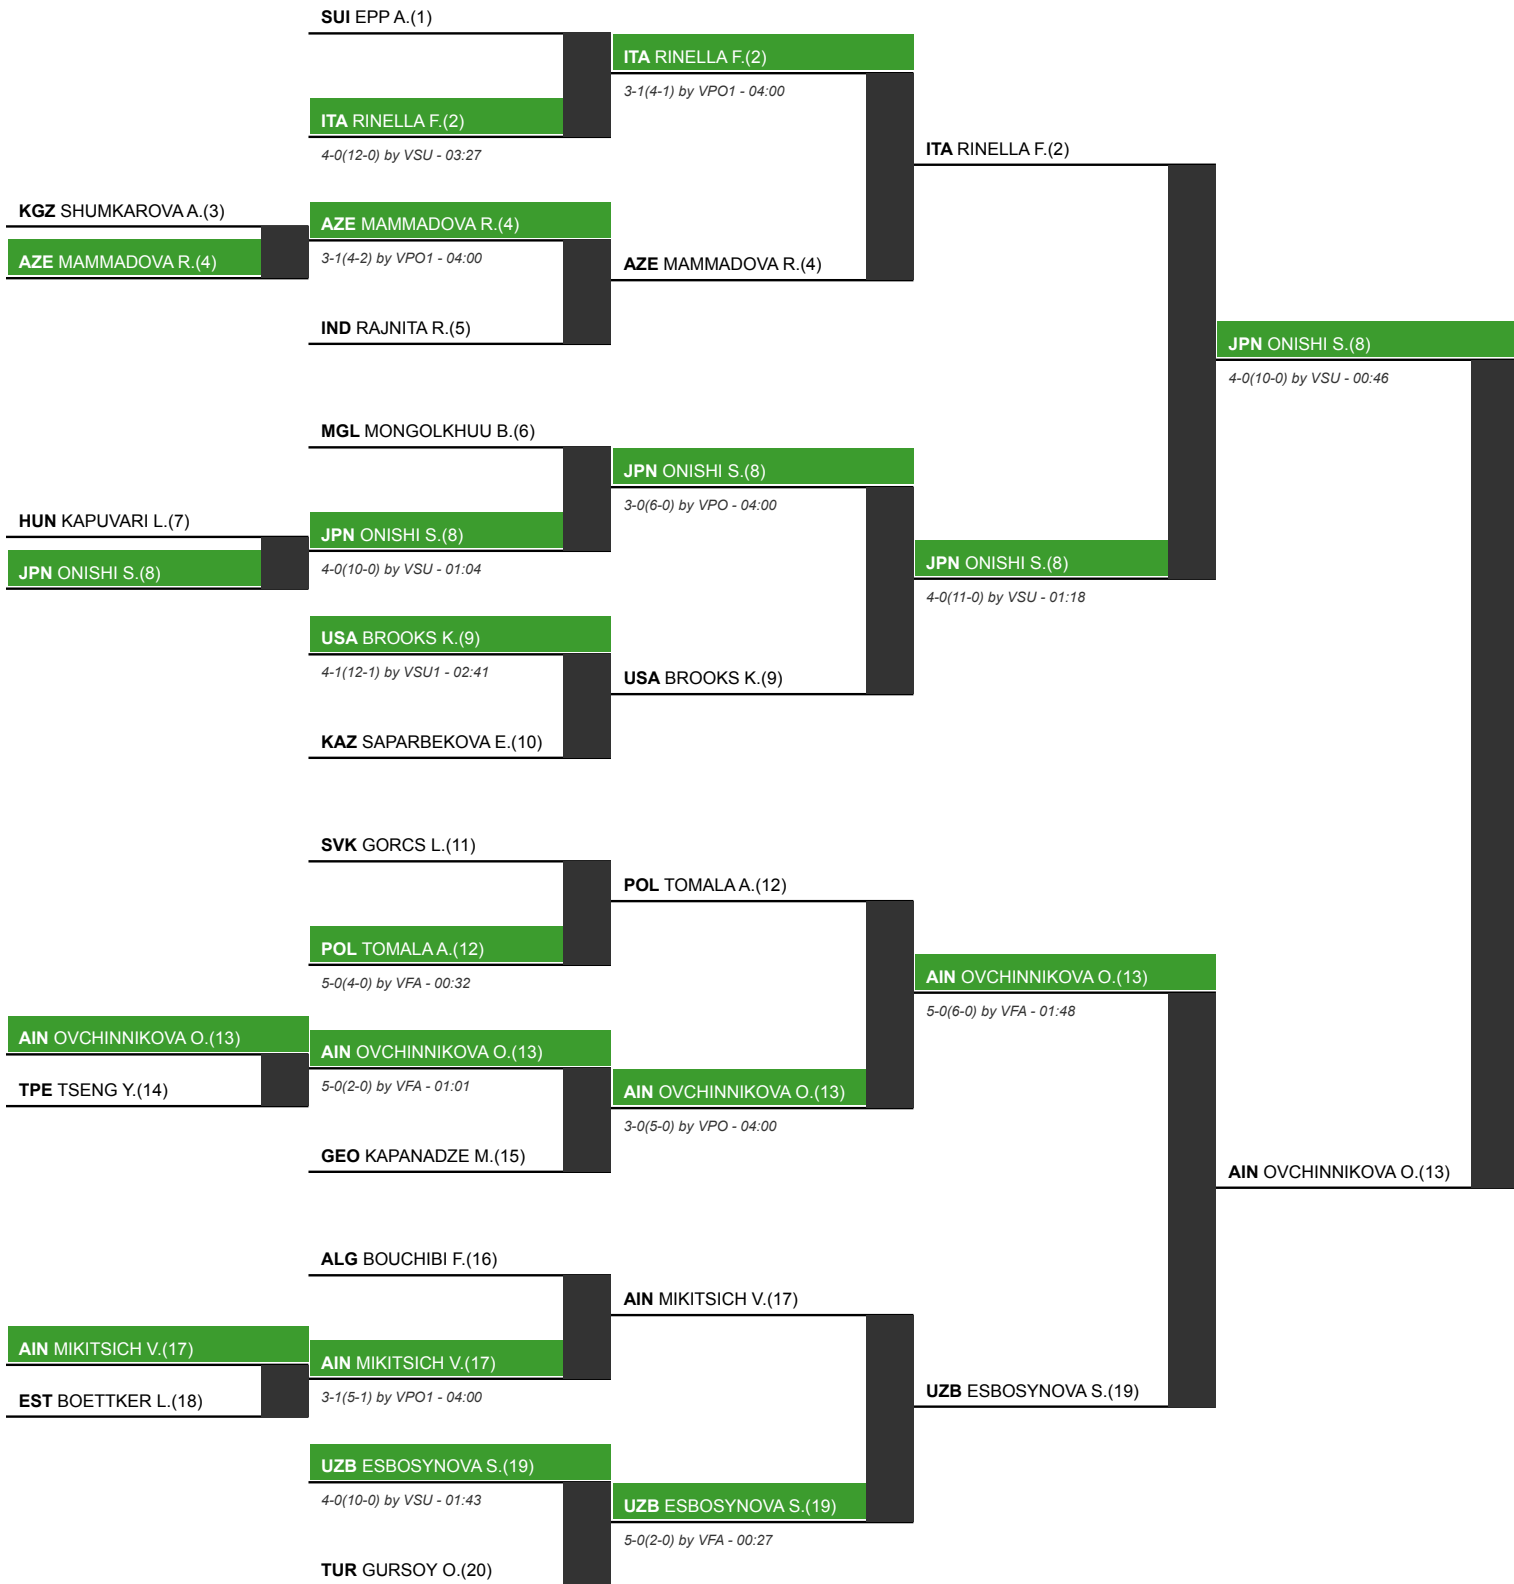 SUI EPP A.(1)
ITA RINELLA F.(2)
3-1(4-1) by VPO1 - 04:00
ITA RINELLA F.(2)
4-0(12-0) by VSU - 03:27
ITA RINELLA F.(2)
KGZ SHUMKAROVA A.(3)
AZE MAMMADOVA R.(4)
AZE MAMMADOVA R.(4)
3-1(4-2) by VPO1 - 04:00
AZE MAMMADOVA R.(4)
IND RAJNITA R.(5)
JPN ONISHI S.(8)
4-0(10-0) by VSU - 00:46
MGL MONGOLKHUU B.(6)
JPN ONISHI S.(8)
3-0(6-0) by VPO - 04:00
HUN KAPUVARI L.(7)
JPN ONISHI S.(8)
JPN ONISHI S.(8)
4-0(10-0) by VSU - 01:04
JPN ONISHI S.(8)
4-0(11-0) by VSU - 01:18
USA BROOKS K.(9)
4-1(12-1) by VSU1 - 02:41
USA BROOKS K.(9)
KAZ SAPARBEKOVA E.(10)
SVK GORCS L.(11)
POL TOMALA A.(12)
POL TOMALA A.(12)
5-0(4-0) by VFA - 00:32
AIN OVCHINNIKOVA O.(13)
5-0(6-0) by VFA - 01:48
AIN OVCHINNIKOVA O.(13)
TPE TSENG Y.(14)
AIN OVCHINNIKOVA O.(13)
5-0(2-0) by VFA - 01:01
AIN OVCHINNIKOVA O.(13)
3-0(5-0) by VPO - 04:00
GEO KAPANADZE M.(15)
AIN OVCHINNIKOVA O.(13)
ALG BOUCHIBI F.(16)
AIN MIKITSICH V.(17)
AIN MIKITSICH V.(17)
EST BOETTKER L.(18)
AIN MIKITSICH V.(17)
3-1(5-1) by VPO1 - 04:00
UZB ESBOSYNOVA S.(19)
UZB ESBOSYNOVA S.(19)
4-0(10-0) by VSU - 01:43
UZB ESBOSYNOVA S.(19)
5-0(2-0) by VFA - 00:27
TUR GURSOY O.(20)